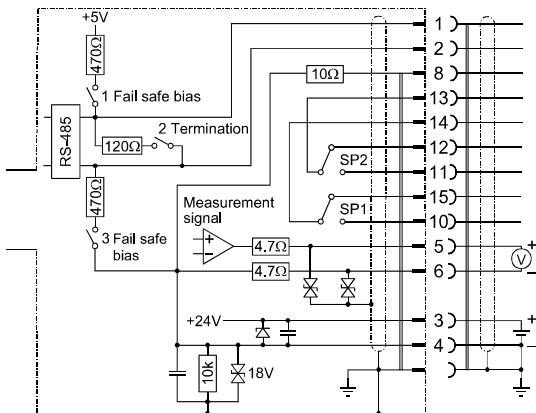 +5V
470Ω
1 Fail safe bias
2 Termination
120Ω
RS-485
470Ω
3 Fail safe
bias
Measurement
signal
4.7Ω
4.7Ω
10Ω
SP2
SP1
+24V
10k
18V
1
2
8
13
14
12
11
15
10
5
6
3
4
+
V
−
+
−
+
−